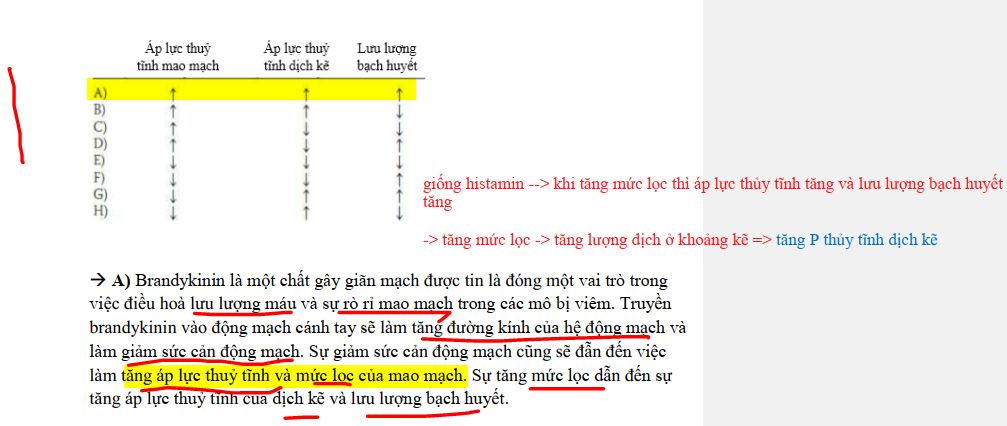 Áp lực thuỷ Áp lực thuỷ Lưu lượng
tĩnh mao mạch tĩnh dịch kẽ bạch huyết
A) ↑ ↑ ↑
B) ↑ ↑ ↓
C) ↑ ↓ ↓
D) ↑ ↓ ↑
E) ↓ ↓ ↓
F) ↓ ↓ ↑
G) ↓ ↑ ↑
H) ↓ ↑ ↓
giống histamin --> khi tăng mức lọc thì áp lực thủy tĩnh tăng và lưu lượng bạch huyết
tăng
-> tăng mức lọc -> tăng lượng dịch ở khoảng kẽ => tăng P thủy tĩnh dịch kẽ
→ A) Brandykinin là một chất gây giãn mạch được tin là đóng một vai trò trong
việc điều hoà lưu lượng máu và sự rò rỉ mao mạch trong các mô bị viêm. Truyền
brandykinin vào động mạch cánh tay sẽ làm tăng đường kính của hệ động mạch và
làm giảm sức cản động mạch. Sự giảm sức cản động mạch cũng sẽ dẫn đến việc
làm tăng áp lực thuỷ tĩnh và mức lọc của mao mạch. Sự tăng mức lọc dẫn đến sự
tăng áp lực thuỷ tĩnh của dịch kẽ và lưu lượng bạch huyết.